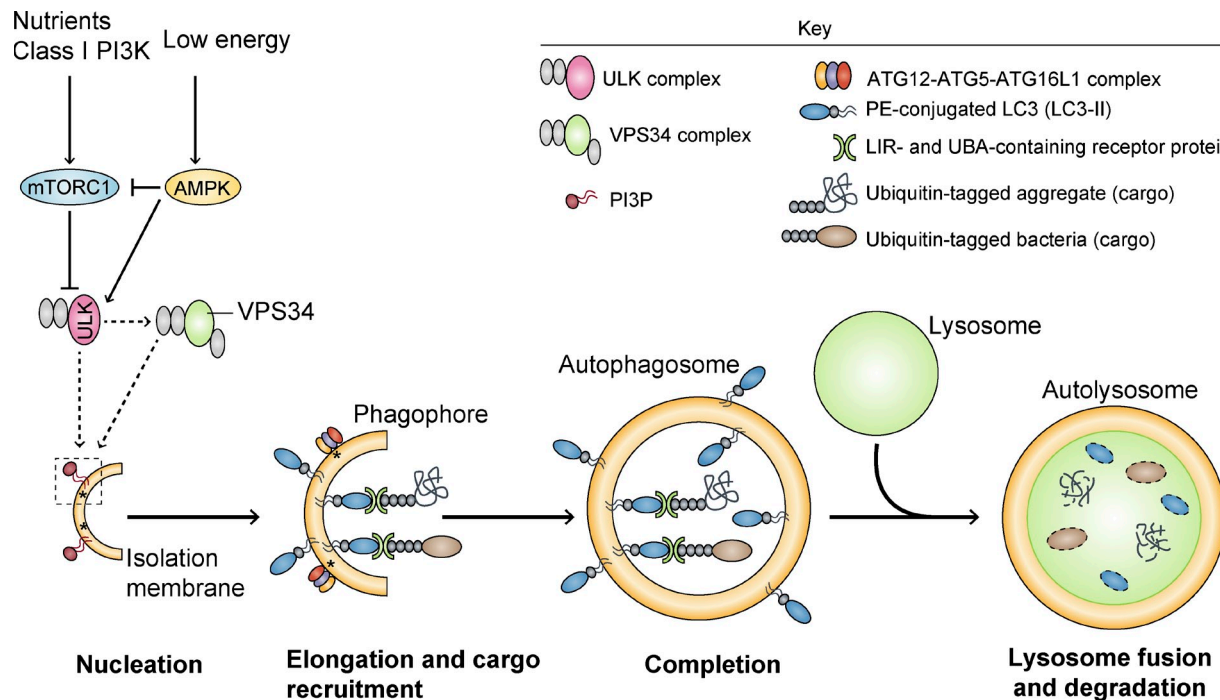 Nutrients
Class I PI3K
Low energy
Key
ULK complex
VPS34 complex
PI3P
ATG12-ATG5-ATG16L1 complex
PE-conjugated LC3 (LC3-II)
LIR- and UBA-containing receptor protein
Ubiquitin-tagged aggregate (cargo)
Ubiquitin-tagged bacteria (cargo)
mTORC1
AMPK
ULK
VPS34
Isolation
membrane
Phagophore
Autophagosome
Lysosome
Autolysosome
*
*
*
*
Nucleation
Elongation and cargo
recruitment
Completion
Lysosome fusion
and degradation